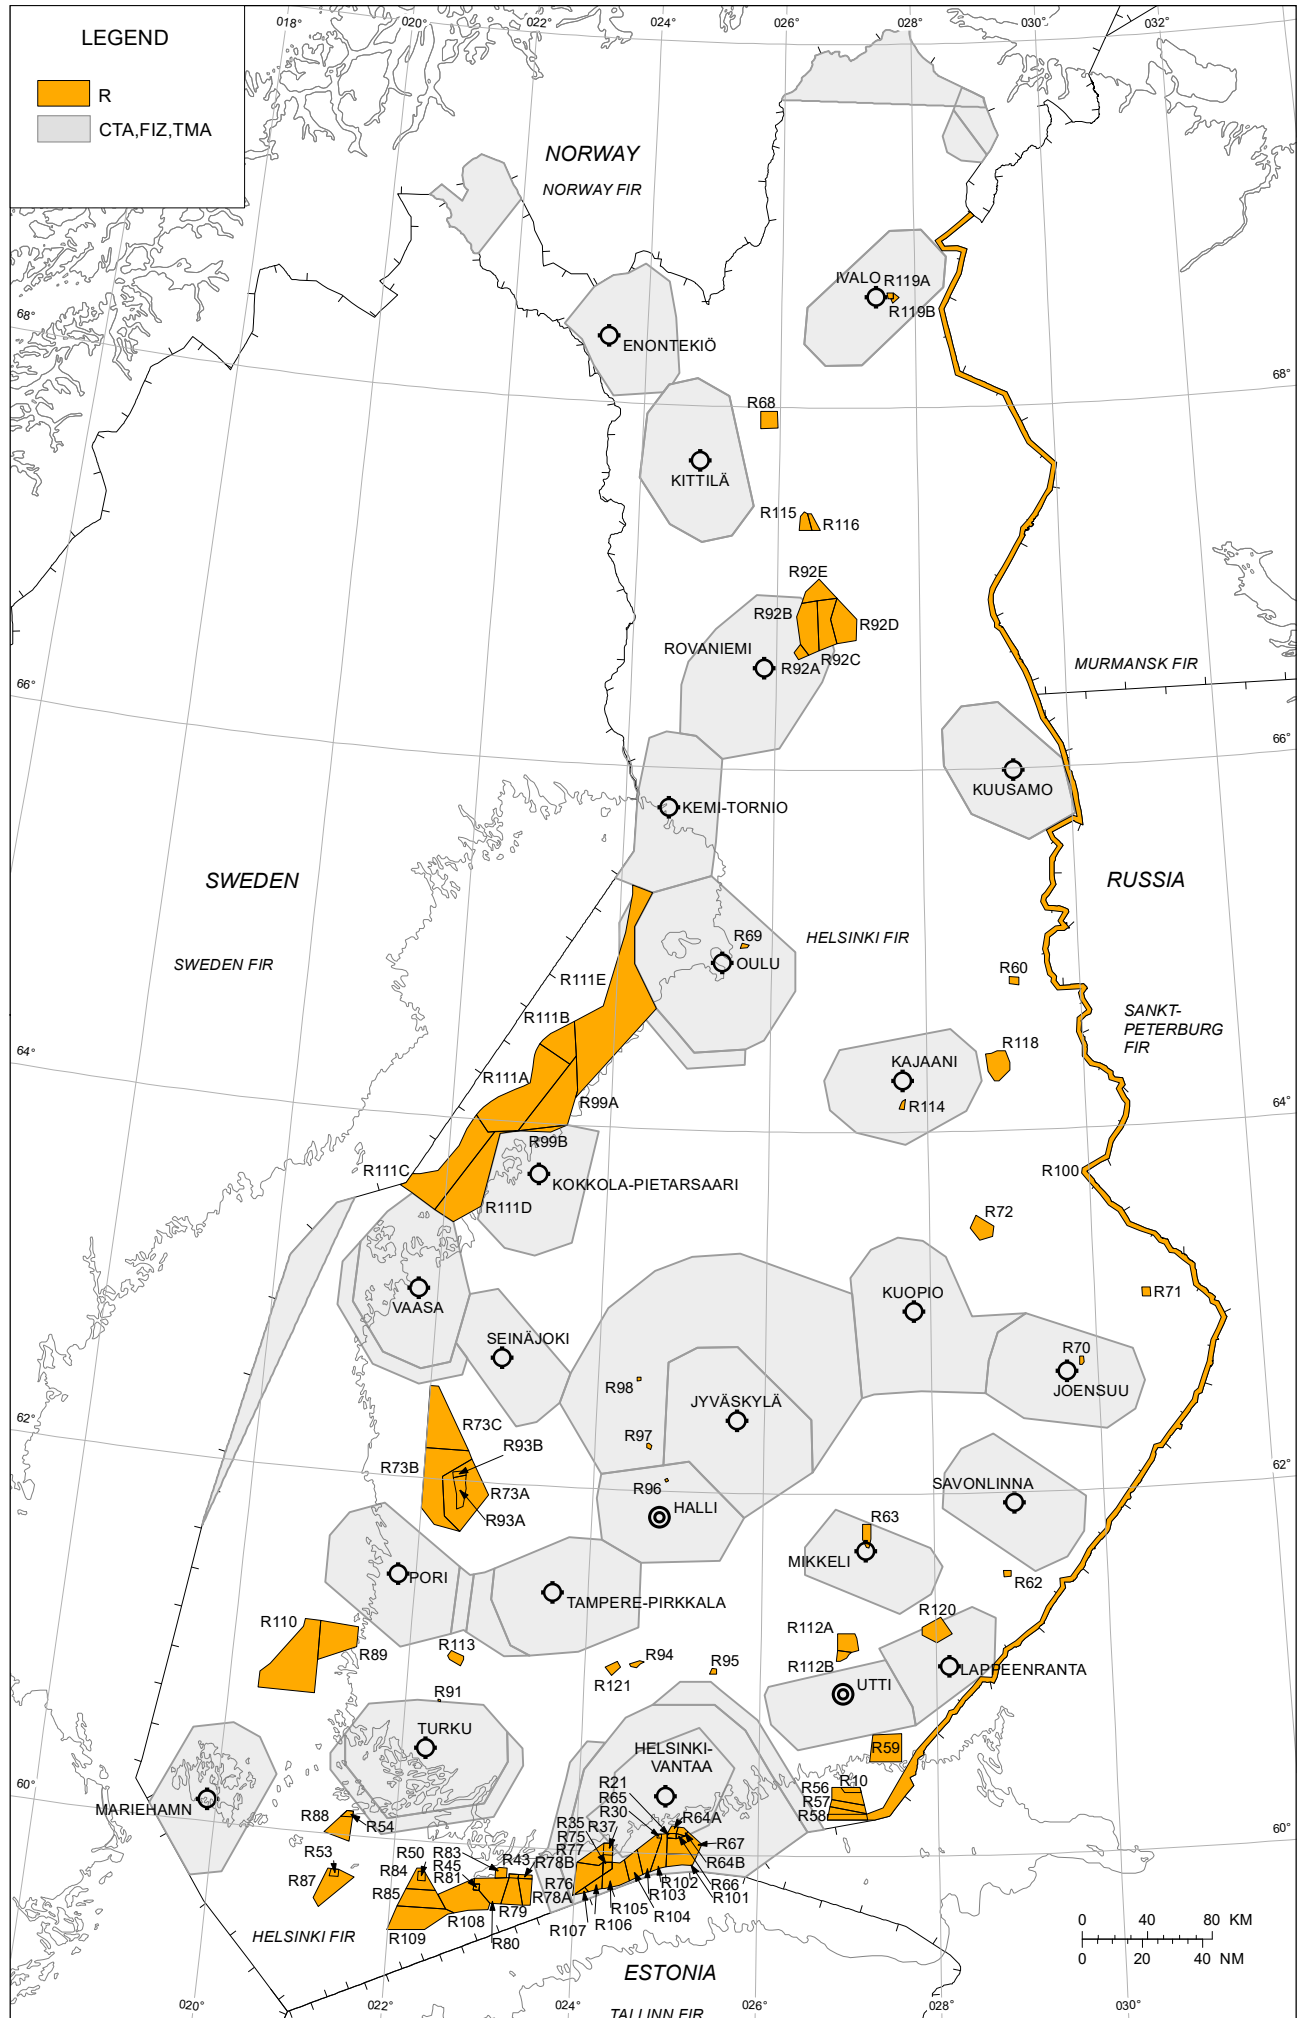 018°
020°
022°
024°
026°
028°
030°
032°
LEGEND
R
CTA,FIZ,TMA
NORWAY
NORWAY FIR
IVALO
R119A
R119B
68°
ENONTEKIÖ
68°
R68
KITTILÄ
R115
R116
R92E
R92B
R92D
ROVANIEMI
R92C
R92A
MURMANSK FIR
66°
66°
KUUSAMO
KEMI-TORNIO
SWEDEN
RUSSIA
R69
HELSINKI FIR
OULU
SWEDEN FIR
R60
R111E
SANKT-
PETERBURG
FIR
R111B
R118
64°
KAJAANI
R111A
R99A
R114
64°
R99B
R111C
R100
KOKKOLA-PIETARSAARI
R111D
R72
R71
KUOPIO
VAASA
SEINÄJOKI
R70
R98
JOENSUU
JYVÄSKYLÄ
62°
R73C
R97
R93B
R73B
62°
R96
SAVONLINNA
R73A
HALLI
R93A
R63
MIKKELI
PORI
R62
TAMPERE-PIRKKALA
R120
R110
R112A
R113
R89
R94
R95
R112B
R121
LAPPEENRANTA
UTTI
R91
TURKU
HELSINKI-
VANTAA
R59
60°
R21
R56
R10
R65
R57
MARIEHAMN
R88
R30
R64A
R58
R54
R35
R37
60°
R75
R67
R53
R50
R83
R77
R43
R45
R78B
R64B
R84
R87
R81
R76
R66
R85
R78A
R102
R101
R103
R105
R79
R104
R108
R106
R107
R109
R80
HELSINKI FIR
0 40 80 KM
0 20 40 NM
ESTONIA
TALLINN FIR
020°
022°
024°
026°
028°
030°